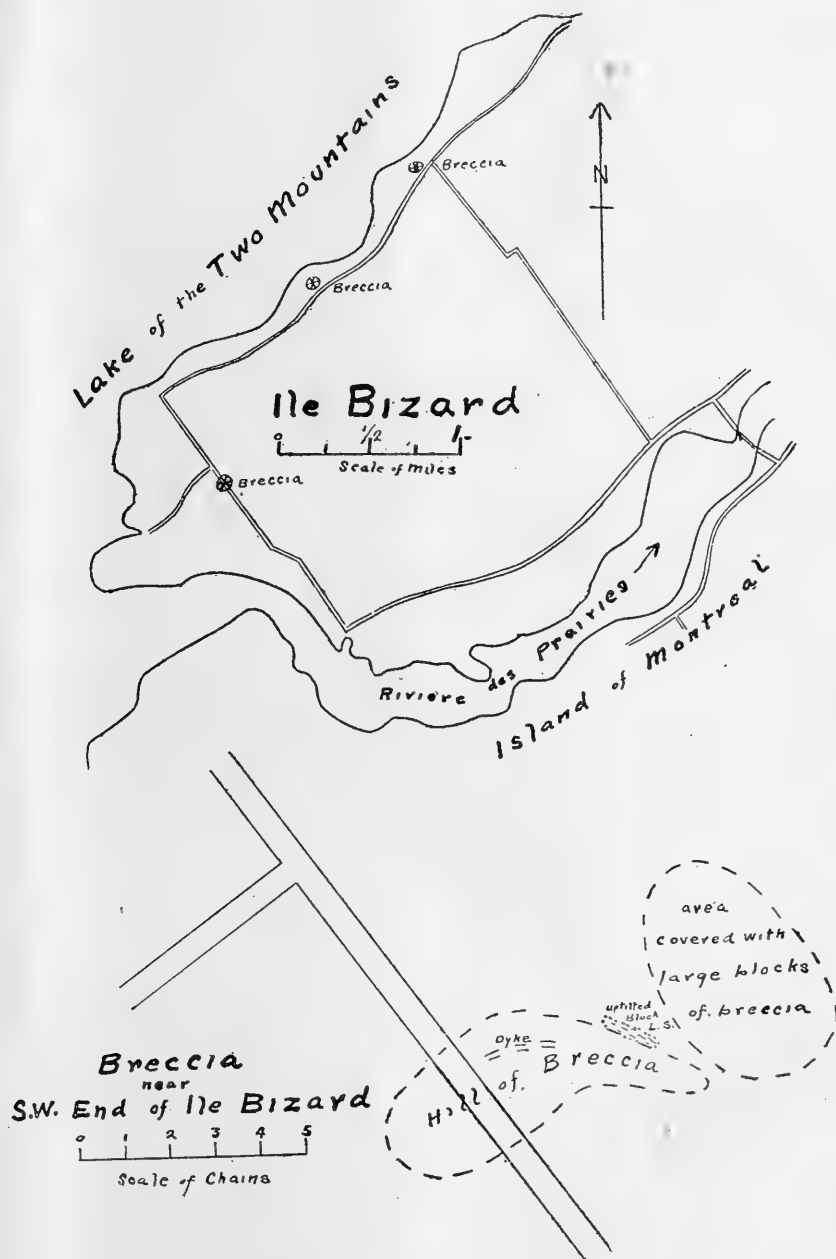 Lake of the Two Mountains
Breccia
N
Breccia
Ile Bizard
0 1/2 1
Scale of miles
Breccia
Rivière des Prairies
Island of Montreal
area
covered with
large blocks
of breccia
uptilted
Block
L.S.
Dyke
Hill of Breccia
Breccia
near
S.W. End of Ile Bizard
0 1 2 3 4 5
Scale of Chains